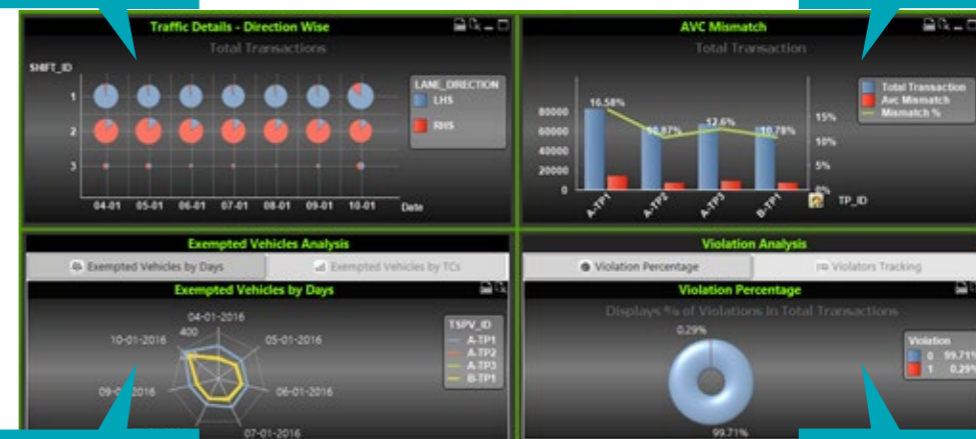 Traffic Details - Direction Wise
Total Transactions
SHIFT_ID
1
2
3
04-01 05-01 06-01 07-01 08-01 09-01 10-01 Date
LANE_DIRECTION
LHS
RHS
AVC Mismatch
Total Transaction
80000
60000
40000
20000
0
16.58%
10.87%
12.6%
10.78%
15%
10%
5%
0%
A-TP1 A-TP2 A-TP3 B-TP1
TP_ID
Total Transaction
Avc Mismatch
Mismatch %
Exempted Vehicles Analysis
Exempted Vehicles by Days
Exempted Vehicles by TCs
Exempted Vehicles by Days
04-01-2016
400
10-01-2016
05-01-2016
06-01-2016
07-01-2016
TSPV_ID
A-TP1
A-TP2
A-TP3
B-TP1
Violation Analysis
Violation Percentage
Violators Tracking
Violation Percentage
Displays % of Violations in Total Transactions
0.29%
99.71%
Violation
0 99.71%
1 0.29%